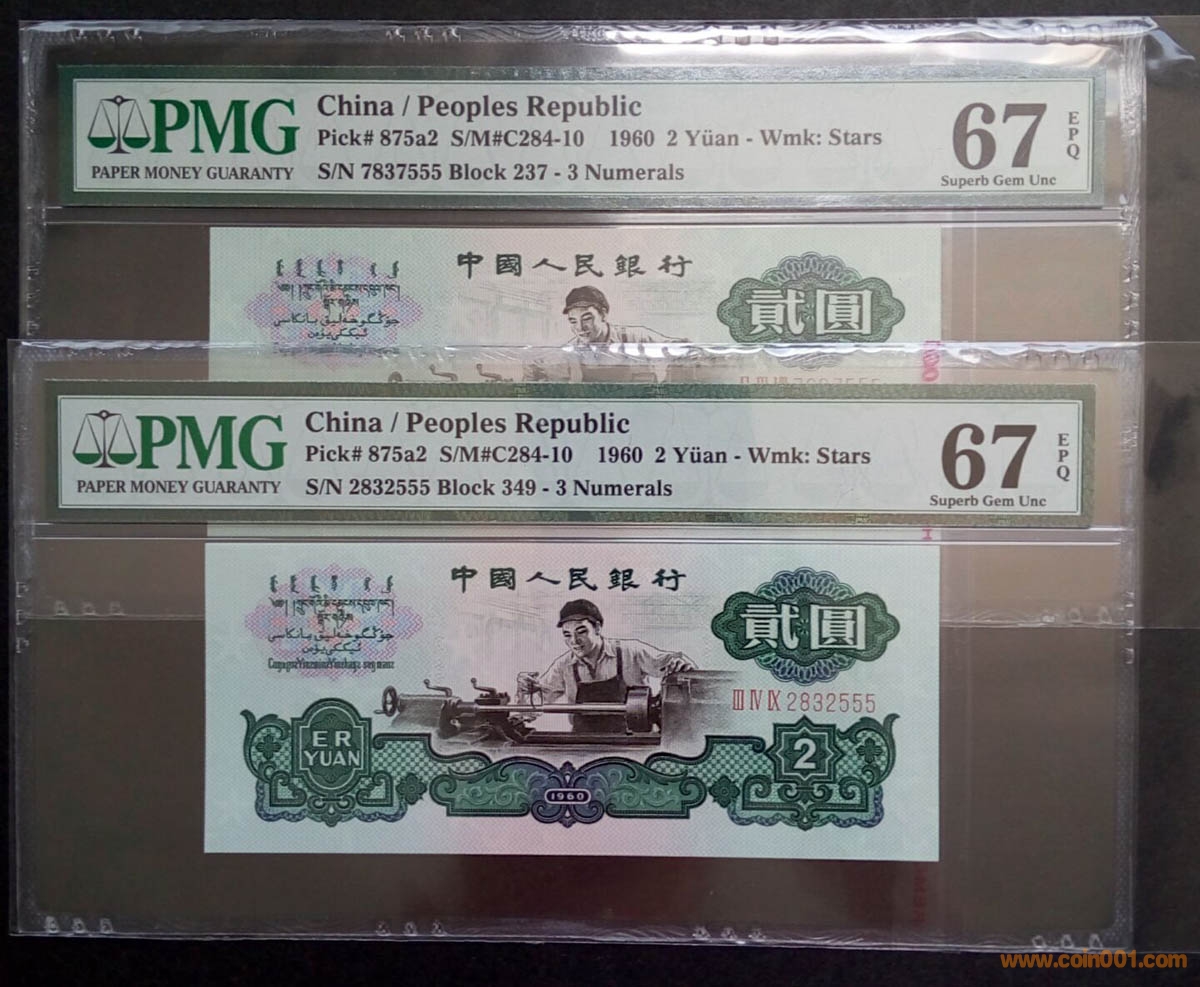 PMG
PAPER MONEY GUARANTY
China / Peoples Republic
Pick# 875a2 S/M#C284-10 1960 2 Yüan - Wmk: Stars
S/N 7837555 Block 237 - 3 Numerals
67
EPQ
Superb Gem Unc
中國人民銀行
貳圓
PMG
PAPER MONEY GUARANTY
China / Peoples Republic
Pick# 875a2 S/M#C284-10 1960 2 Yüan - Wmk: Stars
S/N 2832555 Block 349 - 3 Numerals
67
EPQ
Superb Gem Unc
中國人民銀行
貳圓
جۇڭگوخەلىق بانكاسى
ئىككى يۈەن
III IV IX 2832555
ER
YUAN
2
1960
www.coin001.com